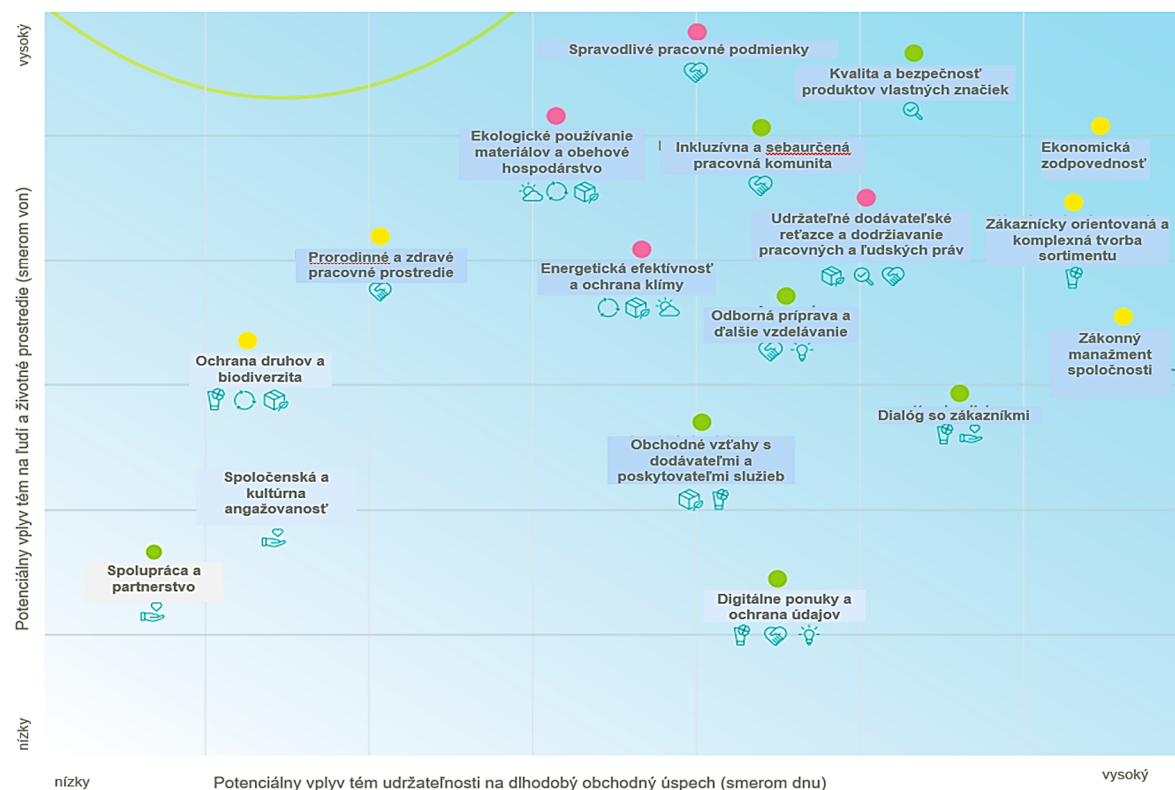 vysoký
Spravodlivé pracovné podmienky
Kvalita a bezpečnosť
produktov vlastných značiek
Ekologické používanie
materiálov a obehové
hospodárstvo
Inkluzívna a sebaurčená
pracovná komunita
Ekonomická
zodpovednosť
Udržateľné dodávateľské
reťazce a dodržiavanie
pracovných a ľudských práv
Zákaznícky orientovaná a
komplexná tvorba
sortimentu
Prorodinné a zdravé
pracovné prostredie
Energetická efektívnosť
a ochrana klímy
Odborná príprava a
ďalšie vzdelávanie
Zákonný
manažment
spoločnosti
Ochrana druhov a
biodiverzita
Dialóg so zákazníkmi
Obchodné vzťahy s
dodávateľmi a
poskytovateľmi služieb
Spoločenská a
kultúrna
angažovanosť
Spolupráca a
partnerstvo
Digitálne ponuky a
ochrana údajov
Potenciálny vplyv tém na ľudí a životné prostredie (smerom von)
nízky
nízky
Potenciálny vplyv tém udržateľnosti na dlhodobý obchodný úspech (smerom dnu)
vysoký